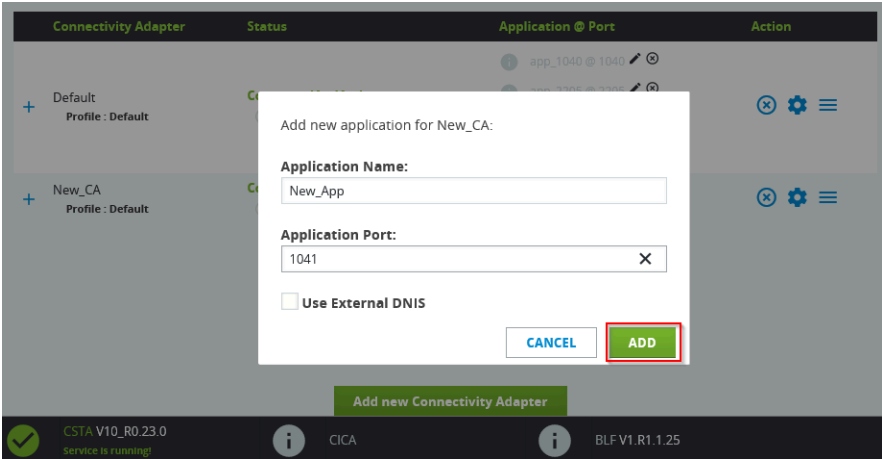 Connectivity Adapter Status Application @ Port Action
i app_1040 @ 1040
Default
Profile : Default
Add new application for New_CA:
Application Name:
New_App
New_CA
Profile : Default
Application Port:
1041
Use External DNIS
CANCEL ADD
Add new Connectivity Adapter
CSTA V10_R0.23.0 i CICA i BLF V1.R1.1.25
Service is running!